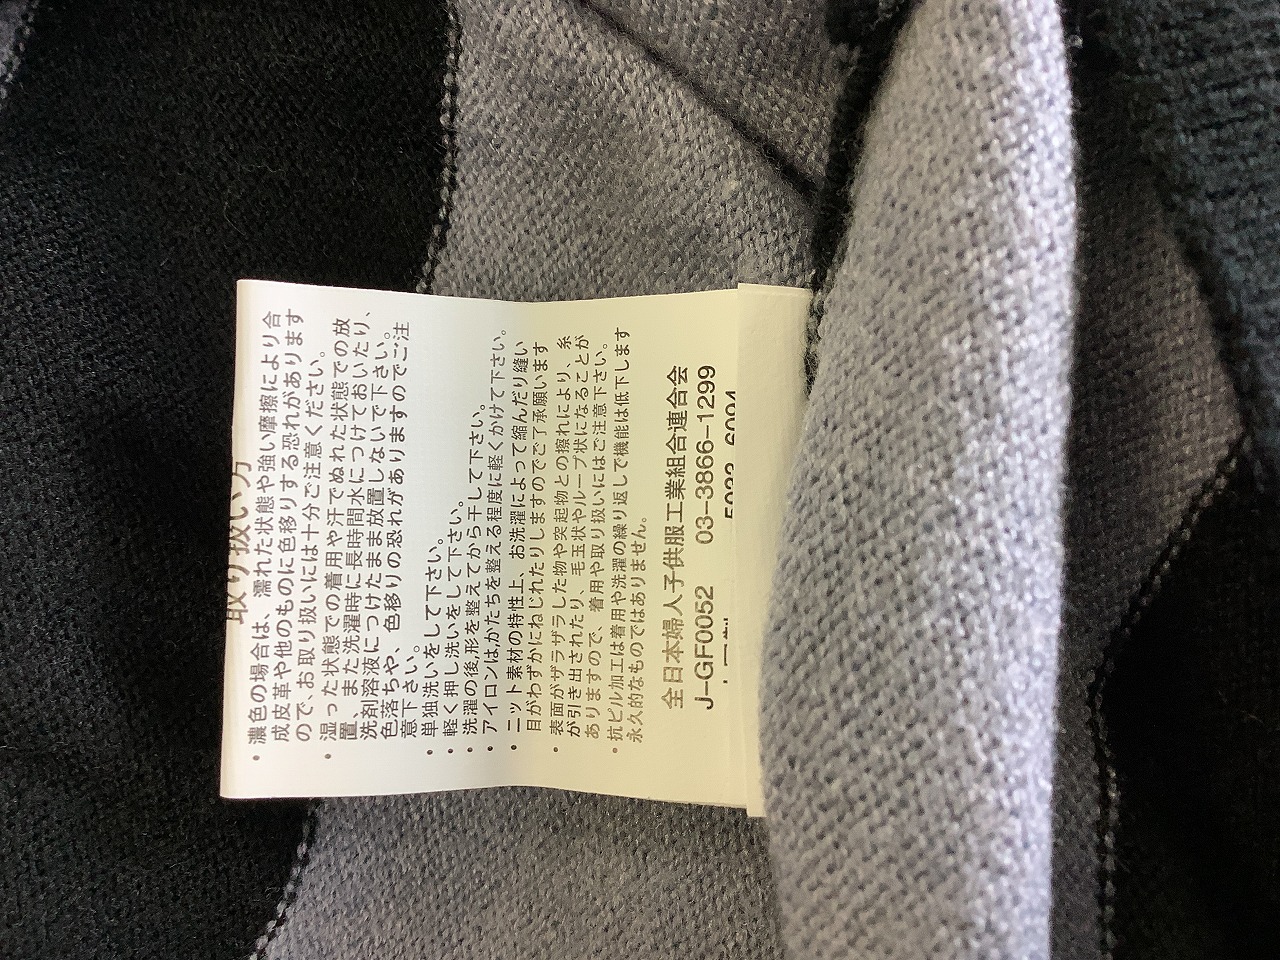 取り扱い方
・濃色の場合は、濡れた状態や強い摩擦により合
成皮革や他のものに色移りする恐れがあります
ので、お取り扱いには十分ご注意ください。
・湿った状態での着用や汗でぬれた状態での放
置、また洗濯時に長時間水につけておいたり、
洗剤溶液につけたまま放置しないで下さい。
色落ちや、色移りの恐れがありますのでご注
意下さい。
・単独洗いをして下さい。
・軽く押し洗いをして下さい。
・洗濯の後,形を整えてから干して下さい。
・アイロンは,かたちを整える程度に軽くかけて下さい。
・ニット素材の特性上、お洗濯によって縮んだり縫い
目がわずかにねじれたりしますのでご了承願います
・表面がザラザラした物や突起物との擦れにより、糸
が引き出されたり、毛玉状やループ状になることが
ありますので、着用や取り扱いにはご注意下さい。
・抗ピル加工は着用や洗濯の繰り返しで機能は低下します
永久的なものではありません。
全日本婦人子供服工業組合連合会
J-GF0052 03-3866-1299